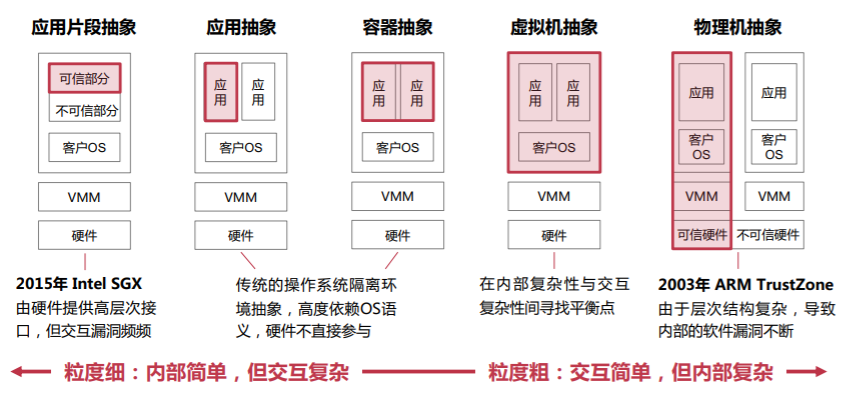 应用片段抽象
可信部分
不可信部分
客户OS
VMM
硬件
2015年 Intel SGX
由硬件提供高层次接
口，但交互漏洞频频
应用抽象
应
用
应
用
客户OS
VMM
硬件
容器抽象
应
用
应
用
客户OS
VMM
硬件
传统的操作系统隔离环
境抽象，高度依赖OS语
义，硬件不直接参与
虚拟机抽象
应
用
应
用
客户OS
VMM
硬件
在内部复杂性与交互
复杂性间寻找平衡点
物理机抽象
应用
客户
OS
VMM
可信硬件
应用
客户
OS
VMM
不可信硬件
2003年 ARM TrustZone
由于层次结构复杂，导致
内部的软件漏洞不断
粒度细：内部简单，但交互复杂
粒度粗：交互简单，但内部复杂